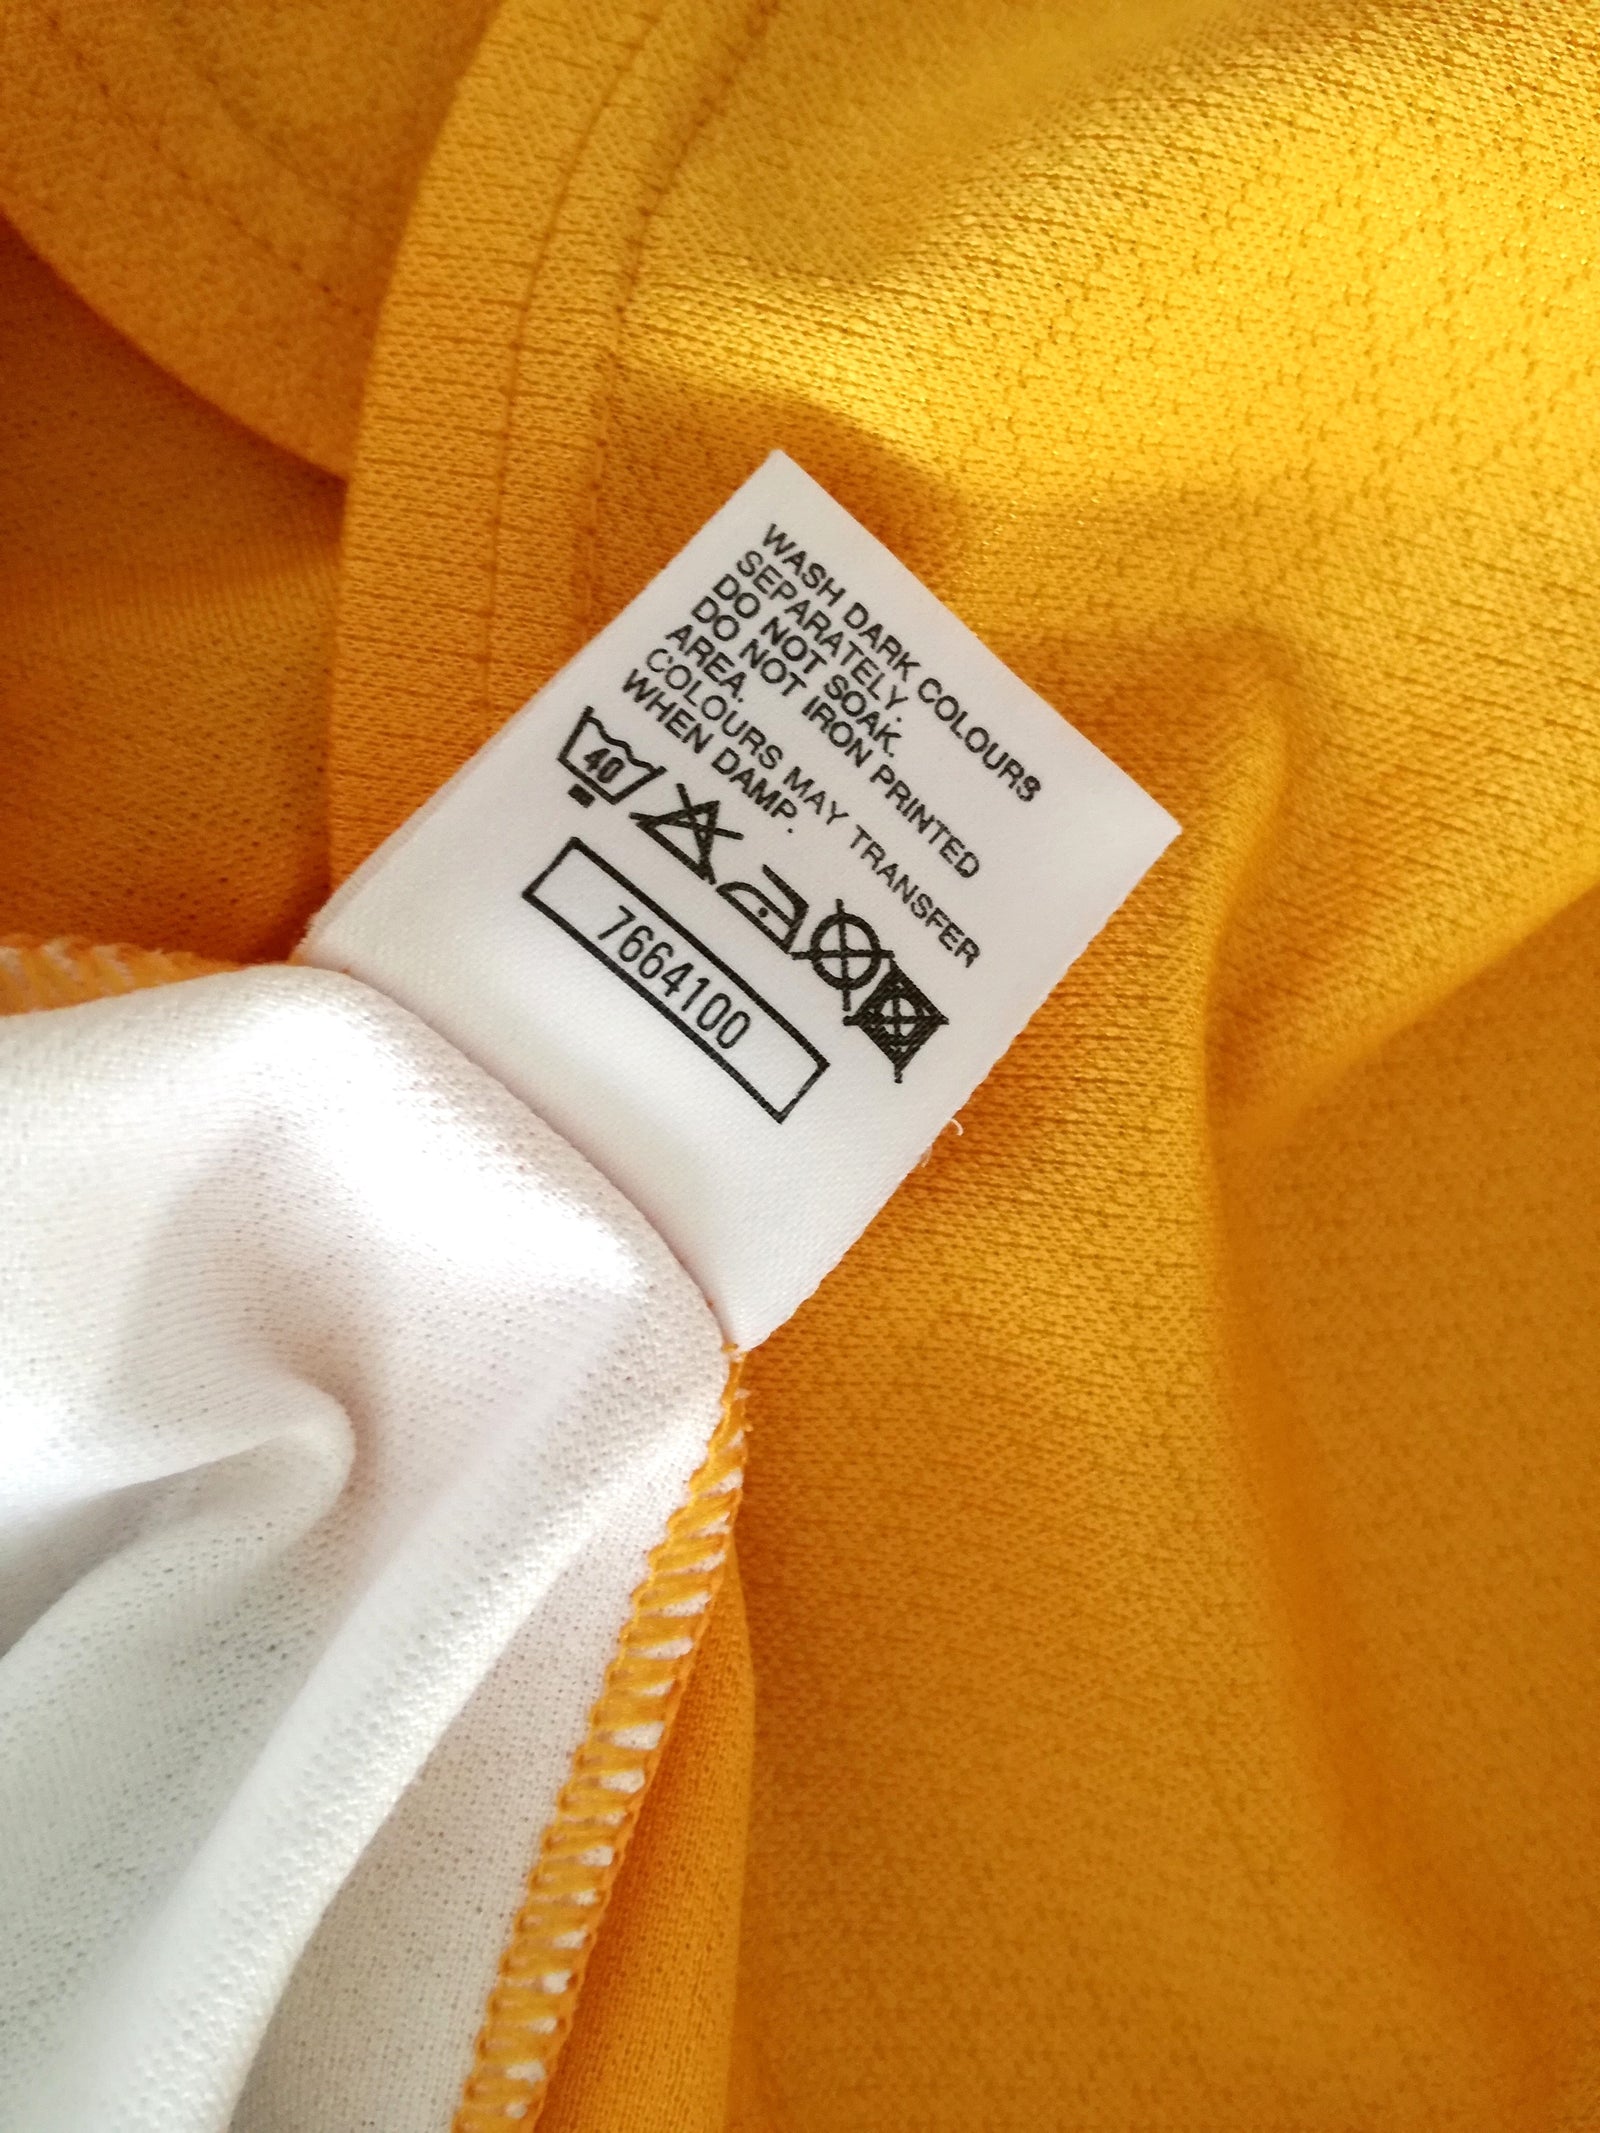 WASH DARK COLOURS
SEPARATELY.
DO NOT SOAK.
DO NOT IRON PRINTED
AREA.
COLOURS MAY TRANSFER
WHEN DAMP.
40
7664100